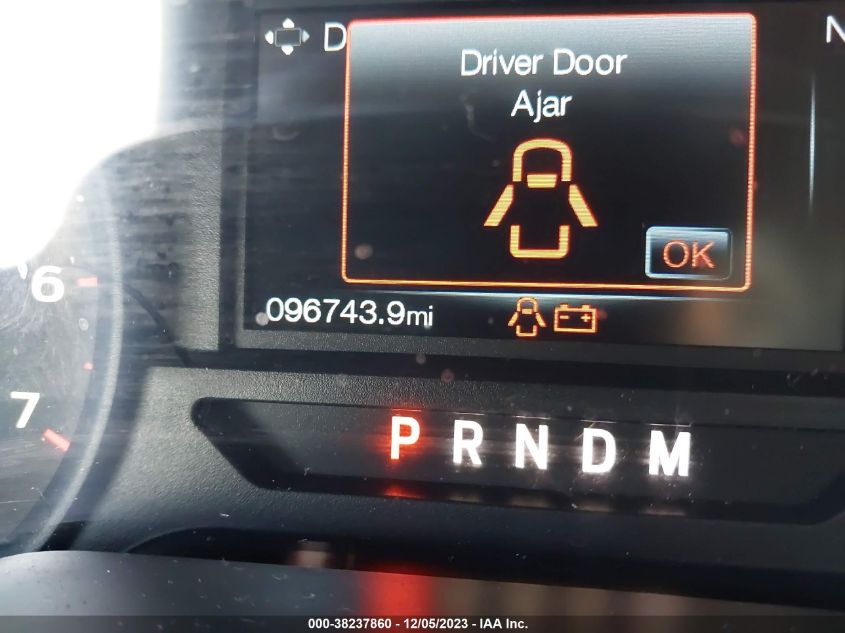 D
N
Driver Door
Ajar
OK
6
096743.9mi
7
P R N D M
000-38237860 - 12/05/2023 - IAA Inc.